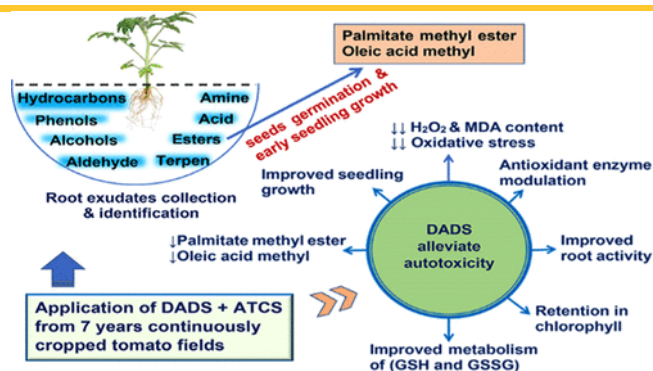 Palmitate methyl ester
Oleic acid methyl
Hydrocarbons
Amine
Phenols
Acid
Alcohols
Esters
Aldehyde
Terpen
seeds germination &
early seedling growth
Root exudates collection
& identification
↓↓ H₂O₂ & MDA content
↓↓ Oxidative stress
Improved seedling
growth
Antioxidant enzyme
modulation
DADS
alleviate
autotoxicity
↓Palmitate methyl ester
↓Oleic acid methyl
Improved
root activity
Retention in
chlorophyll
Improved metabolism
of (GSH and GSSG)
Application of DADS + ATCS
from 7 years continuously
cropped tomato fields